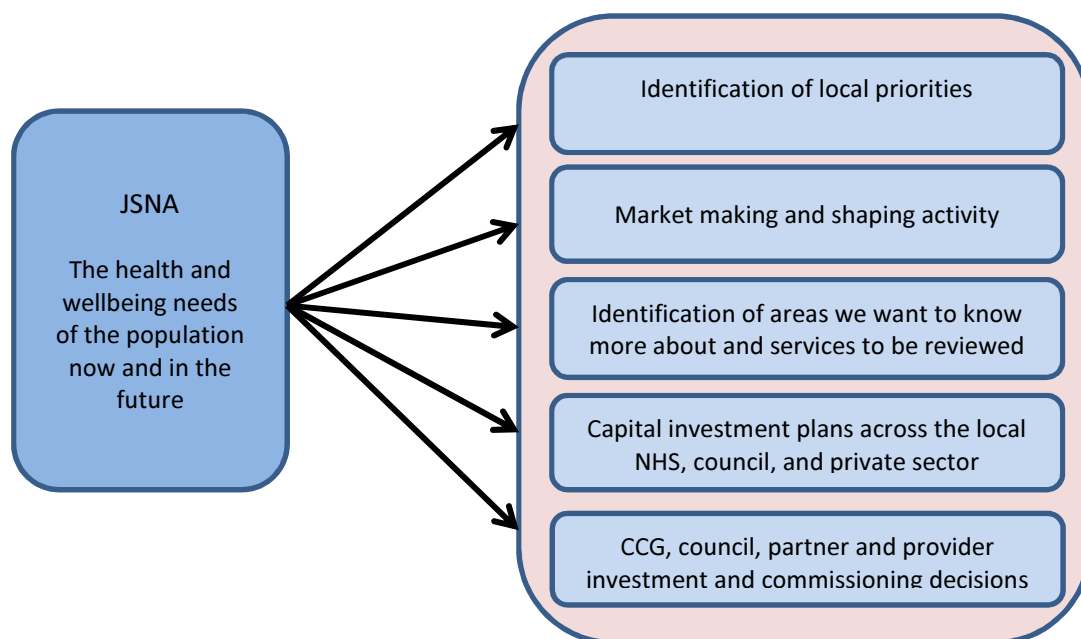 JSNA
The health and
wellbeing needs
of the population
now and in the
future
Identification of local priorities
Market making and shaping activity
Identification of areas we want to know
more about and services to be reviewed
Capital investment plans across the local
NHS, council, and private sector
CCG, council, partner and provider
investment and commissioning decisions